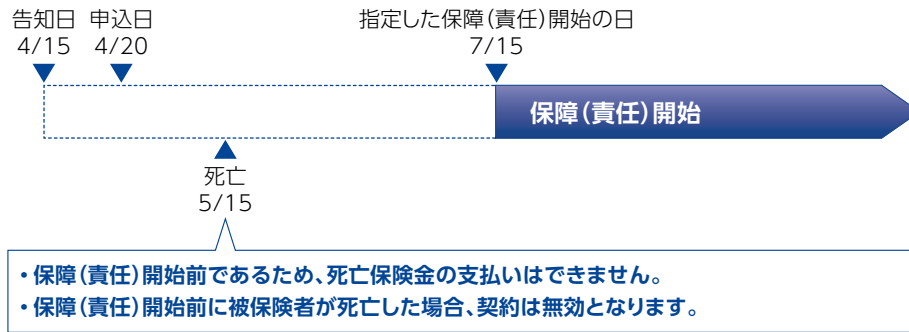 告知日 申込日 指定した保障(責任)開始の日
4/15 4/20 7/15
保障(責任)開始
死亡
5/15
・保障(責任)開始前であるため、死亡保険金の支払いはできません。
・保障(責任)開始前に被保険者が死亡した場合、契約は無効となります。